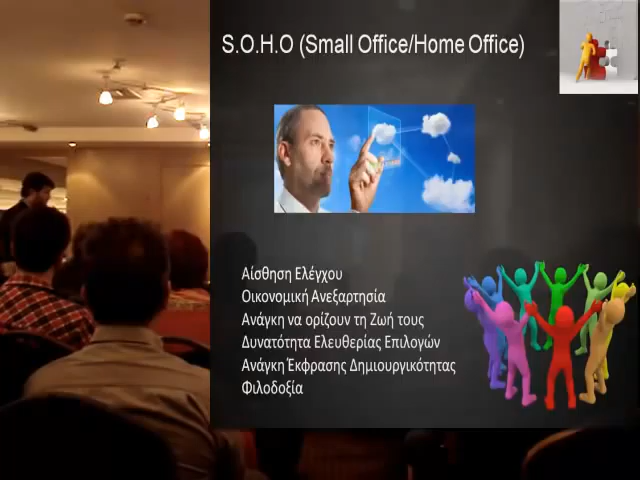 S.O.H.O (Small Office/Home Office)
Αίσθηση Ελέγχου
Οικονομική Ανεξαρτησία
Ανάγκη να ορίζουν τη Ζωή τους
Δυνατότητα Ελευθερίας Επιλογών
Ανάγκη Έκφρασης Δημιουργικότητας
Φιλοδοξία